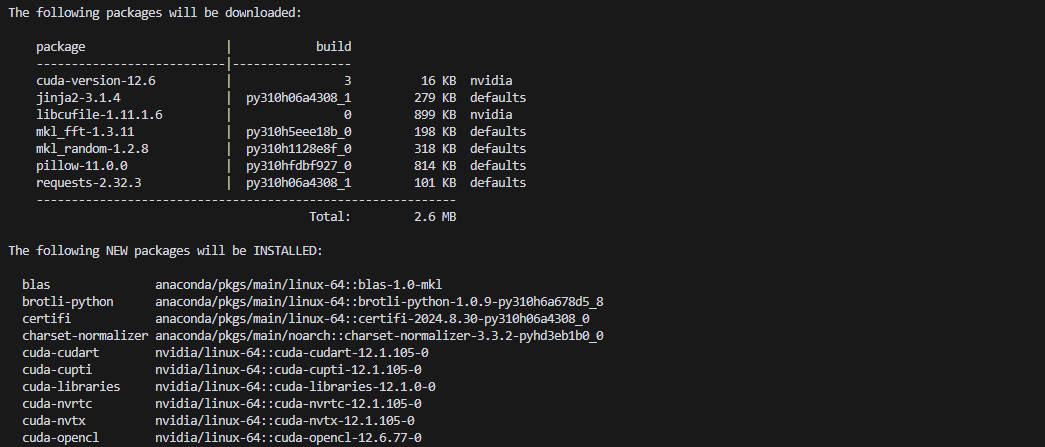 The following packages will be downloaded:
package | build
---------------------------|-----------------
cuda-version-12.6 | 3 16 KB nvidia
jinja2-3.1.4 | py310h06a4308_1 279 KB defaults
libcufile-1.11.1.6 | 0 899 KB nvidia
mkl_fft-1.3.11 | py310h5eee18b_0 198 KB defaults
mkl_random-1.2.8 | py310h1128e8f_0 318 KB defaults
pillow-11.0.0 | py310hfdbf927_0 814 KB defaults
requests-2.32.3 | py310h06a4308_1 101 KB defaults
------------------------------------------------------------
Total: 2.6 MB
The following NEW packages will be INSTALLED:
blas anaconda/pkgs/main/linux-64::blas-1.0-mkl
brotli-python anaconda/pkgs/main/linux-64::brotli-python-1.0.9-py310h6a678d5_8
certifi anaconda/pkgs/main/linux-64::certifi-2024.8.30-py310h06a4308_0
charset-normalizer anaconda/pkgs/main/noarch::charset-normalizer-3.3.2-pyhd3eb1b0_0
cuda-cudart nvidia/linux-64::cuda-cudart-12.1.105-0
cuda-cupti nvidia/linux-64::cuda-cupti-12.1.105-0
cuda-libraries nvidia/linux-64::cuda-libraries-12.1.0-0
cuda-nvrtc nvidia/linux-64::cuda-nvrtc-12.1.105-0
cuda-nvtx nvidia/linux-64::cuda-nvtx-12.1.105-0
cuda-opencl nvidia/linux-64::cuda-opencl-12.6.77-0